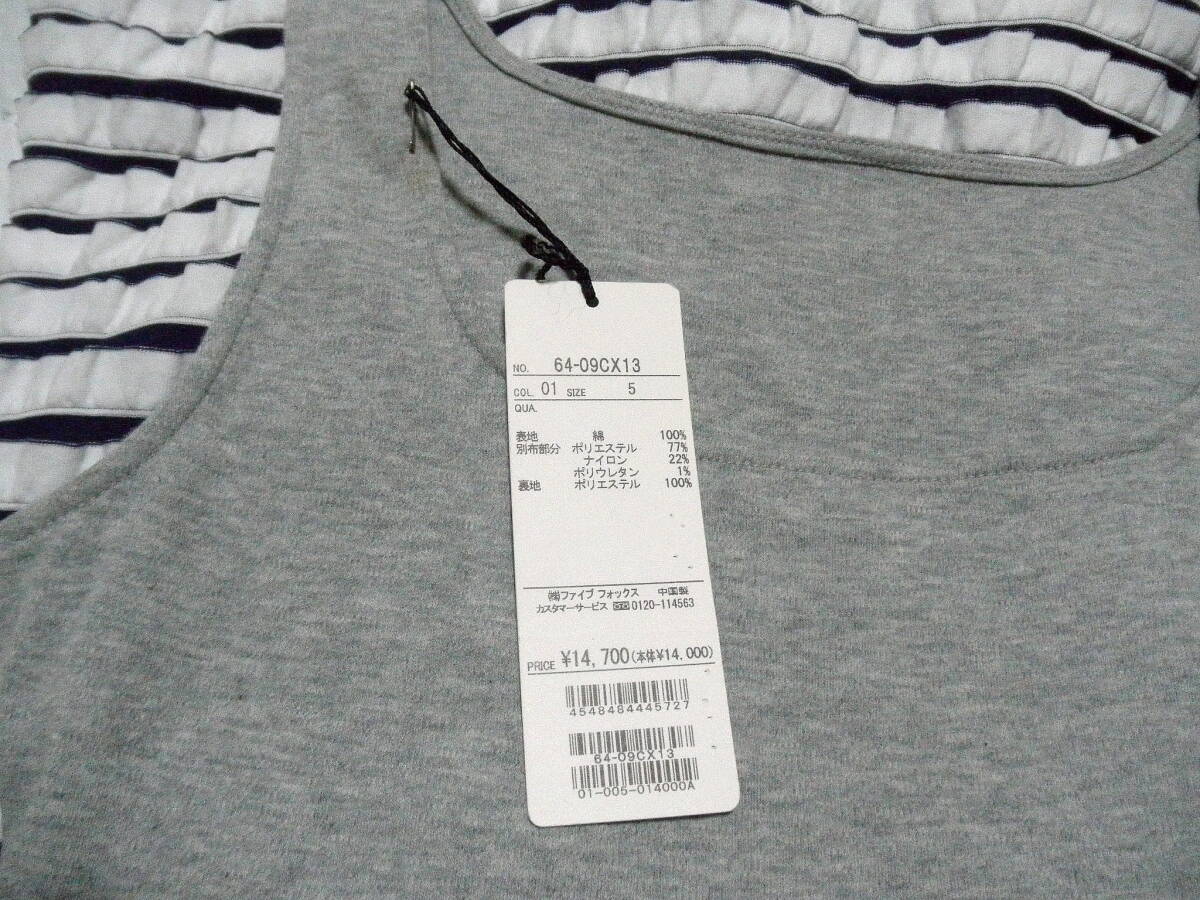 NO. 64-09CX13
COL. 01 SIZE 5
QUA.
表地 綿 100%
別布部分 ポリエステル 77%
ナイロン 22%
ポリウレタン 1%
裏地 ポリエステル 100%
㈱ファイブ フォックス 中国製
カスタマーサービス 0120-114563
PRICE ¥14,700(本体¥14,000)
4548484445727
64-09CX13
01-005-014000A